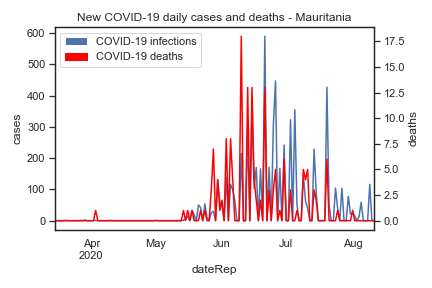 New COVID-19 daily cases and deaths - Mauritania
COVID-19 infections
COVID-19 deaths
600
500
400
300
200
100
0
cases
17.5
15.0
12.5
10.0
7.5
5.0
2.5
0.0
deaths
Apr May Jun Jul Aug
2020
dateRep